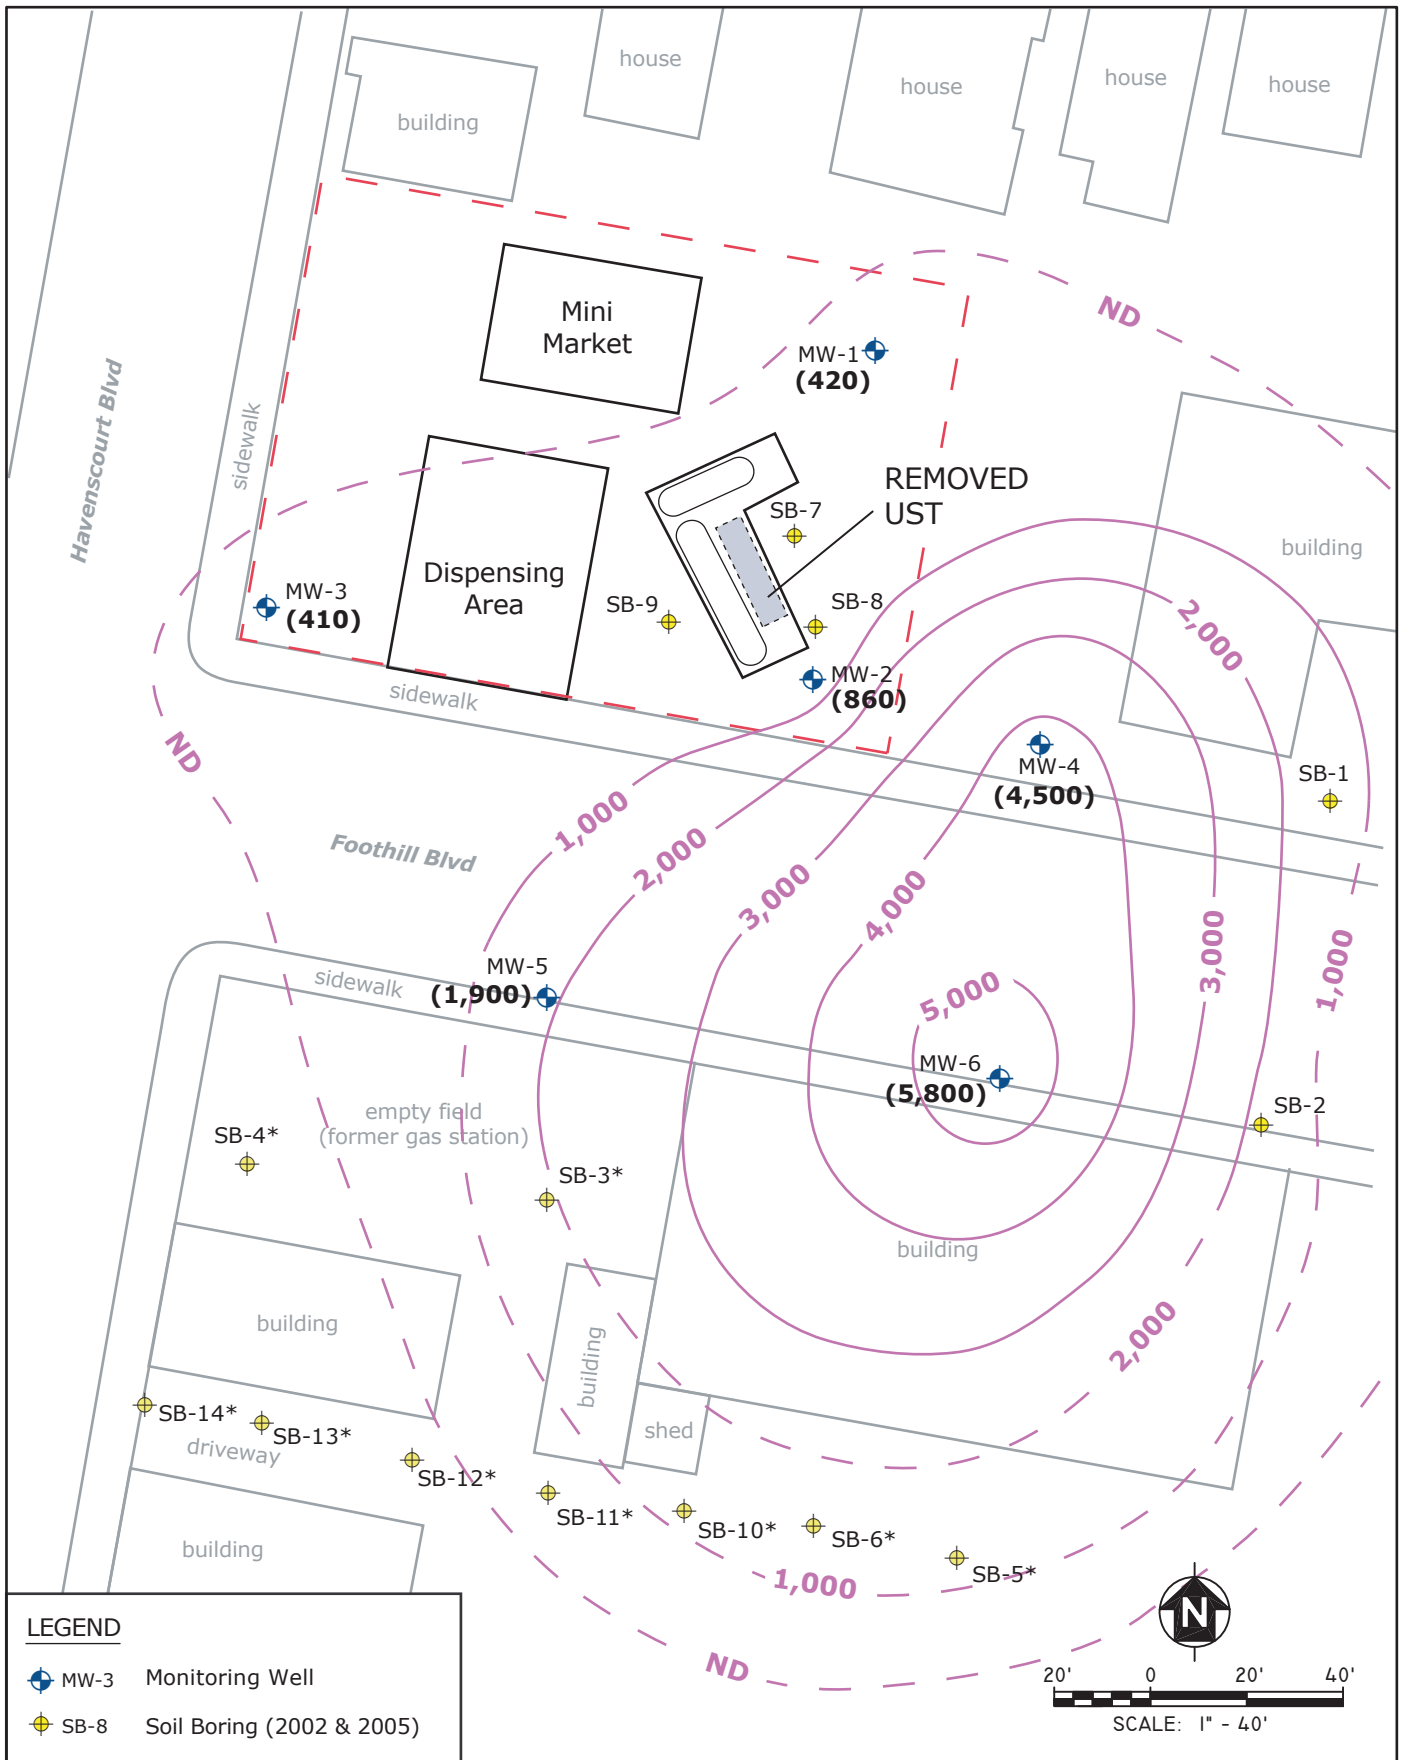 house
house
house
house
building
ND
Mini
Market
MW-1
(420)
Havenscourt Blvd
sidewalk
REMOVED
UST
SB-7
building
Dispensing
Area
MW-3
(410)
SB-9
SB-8
2,000
MW-2
(860)
sidewalk
ND
MW-4
(4,500)
SB-1
1,000
Foothill Blvd
2,000
3,000
4,000
3,000
1,000
MW-5
(1,900)
sidewalk
5,000
MW-6
(5,800)
SB-2
empty field
(former gas station)
SB-4*
SB-3*
building
building
building
2,000
SB-14*
SB-13*
driveway
shed
SB-12*
SB-11*
SB-10*
SB-6*
SB-5*
building
1,000
ND
N
LEGEND
MW-3 Monitoring Well
SB-8 Soil Boring (2002 & 2005)
20' 0 20' 40'
SCALE: 1" - 40'